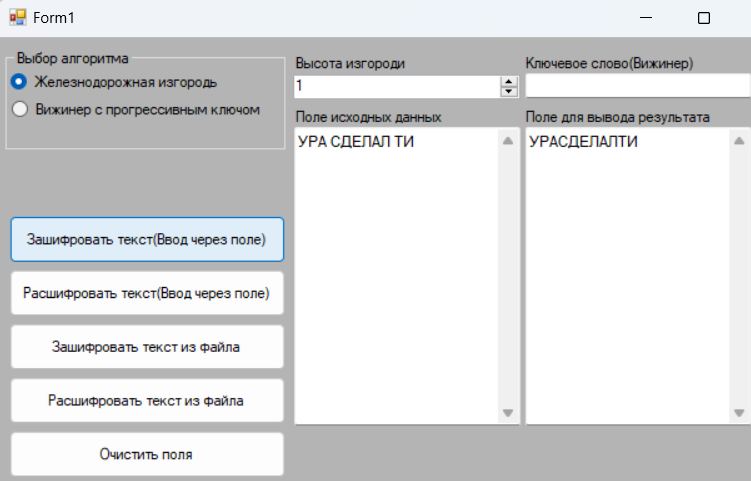 Form1
Выбор алгоритма
Железнодорожная изгородь
Вижинер с прогрессивным ключом
Высота изгороди
1
Ключевое слово(Вижинер)
Поле исходных данных
УРА СДЕЛАЛ ТИ
Поле для вывода результата
УРАСДЕЛАЛТИ
Зашифровать текст(Ввод через поле)
Расшифровать текст(Ввод через поле)
Зашифровать текст из файла
Расшифровать текст из файла
Очистить поля